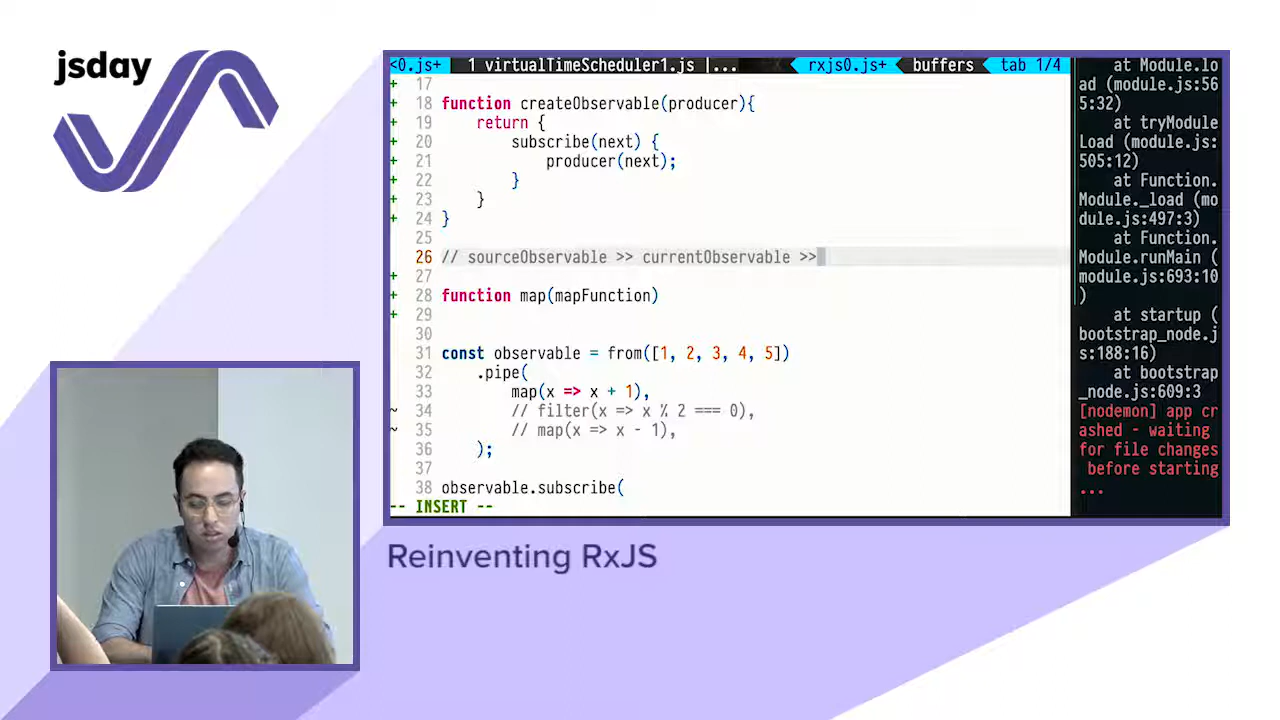 jsday
<0.js+ 1 virtualTimeScheduler1.js |... rxjs0.js+ buffers tab 1/4
+ 17
+ 18 function createObservable(producer){
+ 19 return {
+ 20 subscribe(next) {
+ 21 producer(next);
+ 22 }
+ 23 }
+ 24 }
25
26 // sourceObservable >> currentObservable >>
+ 27
+ 28 function map(mapFunction)
+ 29
30
31 const observable = from([1, 2, 3, 4, 5])
32 .pipe(
33 map(x => x + 1),
~ 34 // filter(x => x % 2 === 0),
~ 35 // map(x => x - 1),
36 );
37
38 observable.subscribe(
-- INSERT --
at Module.lo
ad (module.js:56
5:32)
at tryModule
Load (module.js:
505:12)
at Function.
Module._load (mo
dule.js:497:3)
at Function.
Module.runMain (
module.js:693:10
)
at startup (
bootstrap_node.j
s:188:16)
at bootstrap
_node.js:609:3
[nodemon] app cr
ashed - waiting
for file changes
before starting
...
Reinventing RxJS